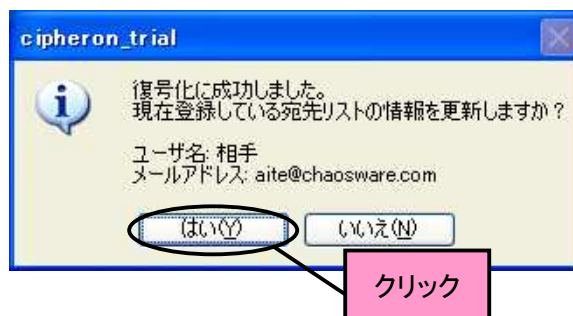 cipheron_trial
復号化に成功しました。
現在登録している宛先リストの情報を更新しますか？
ユーザ名: 相手
メールアドレス: aite@chaosware.com
はい(Y)
いいえ(N)
クリック